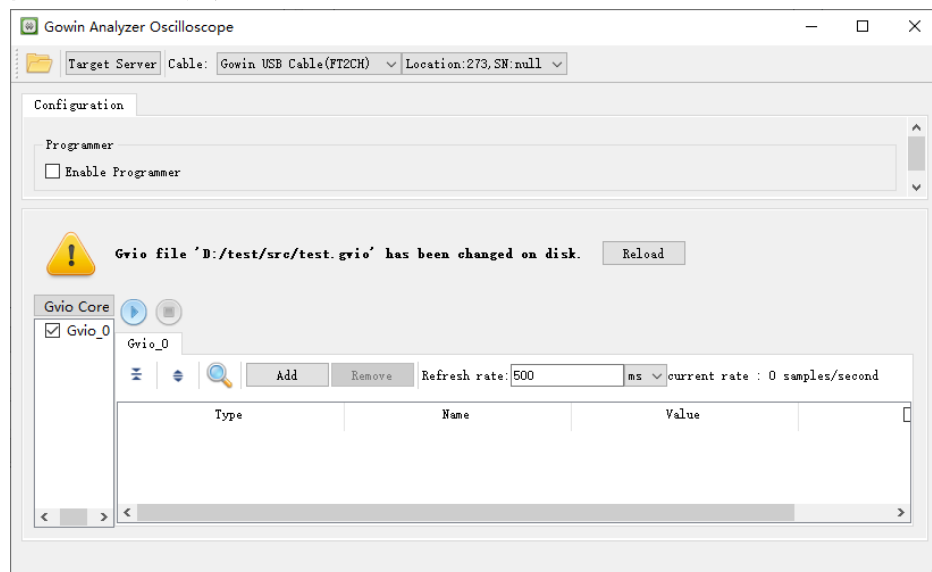 Gowin Analyzer Oscilloscope
Target Server Cable: Gowin USB Cable(FT2CH) Location:273,SN:null
Configuration
Programmer
Enable Programmer
Gvio file 'D:/test/src/test.gvio' has been changed on disk. Reload
Gvio Core
Gvio_0
Gvio_0
Add Remove Refresh rate: 500 ms current rate : 0 samples/second
Type Name Value